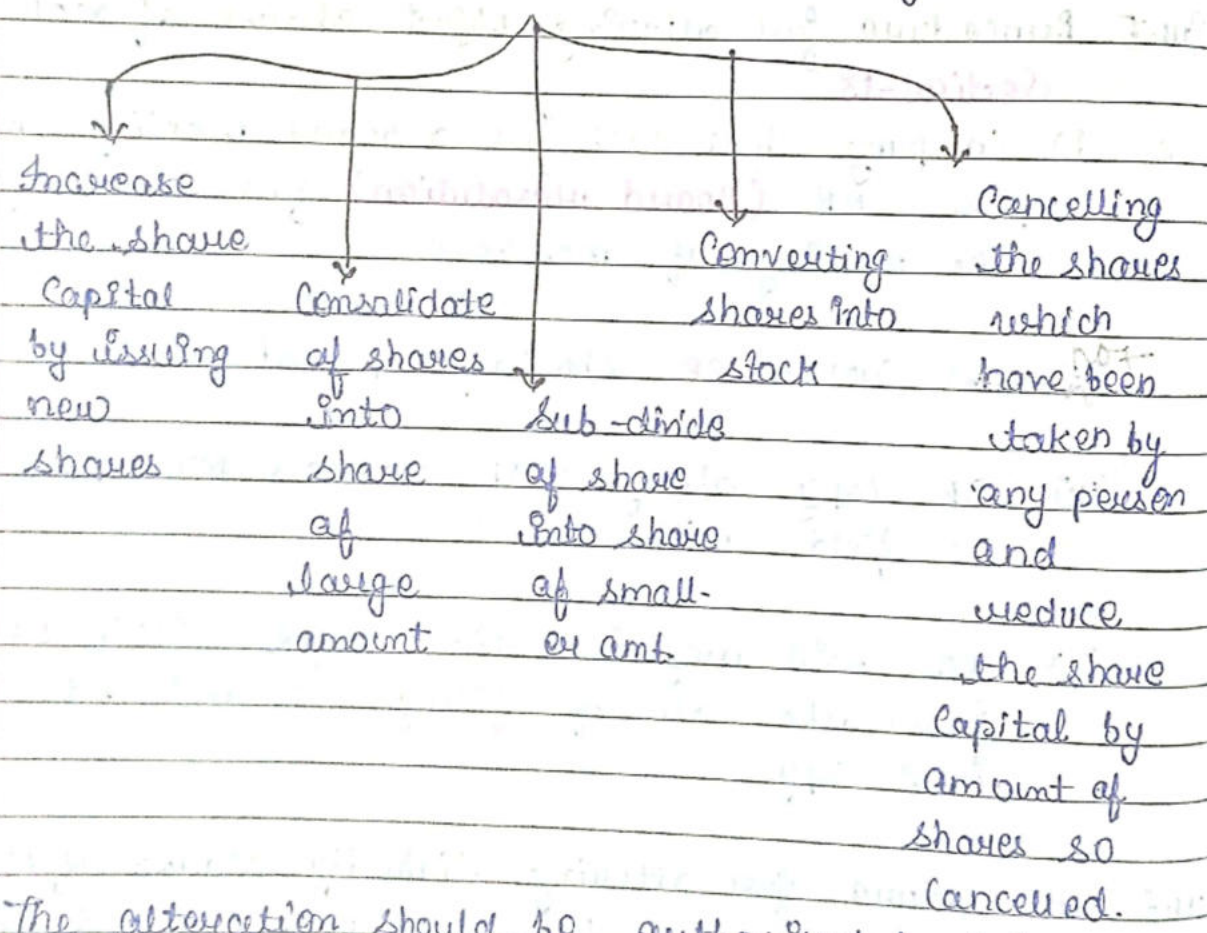 Increase
the share
Capital
by issuing
new
shares
Consolidate
of shares
into
share
of
large
amount
Sub-divide
of share
into share
of small-
er amt.
Converting
shares into
stock
Cancelling
the shares
which
have been
taken by
any person
and
reduce
the share
Capital by
amount of
shares so
Cancelled.
The alteration should be